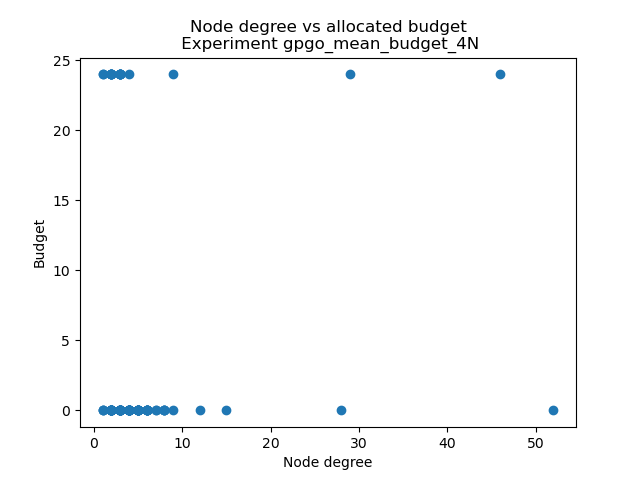 Node degree vs allocated budget
Experiment gpgo_mean_budget_4N
25
20
15
10
5
0
Budget
0 10 20 30 40 50
Node degree